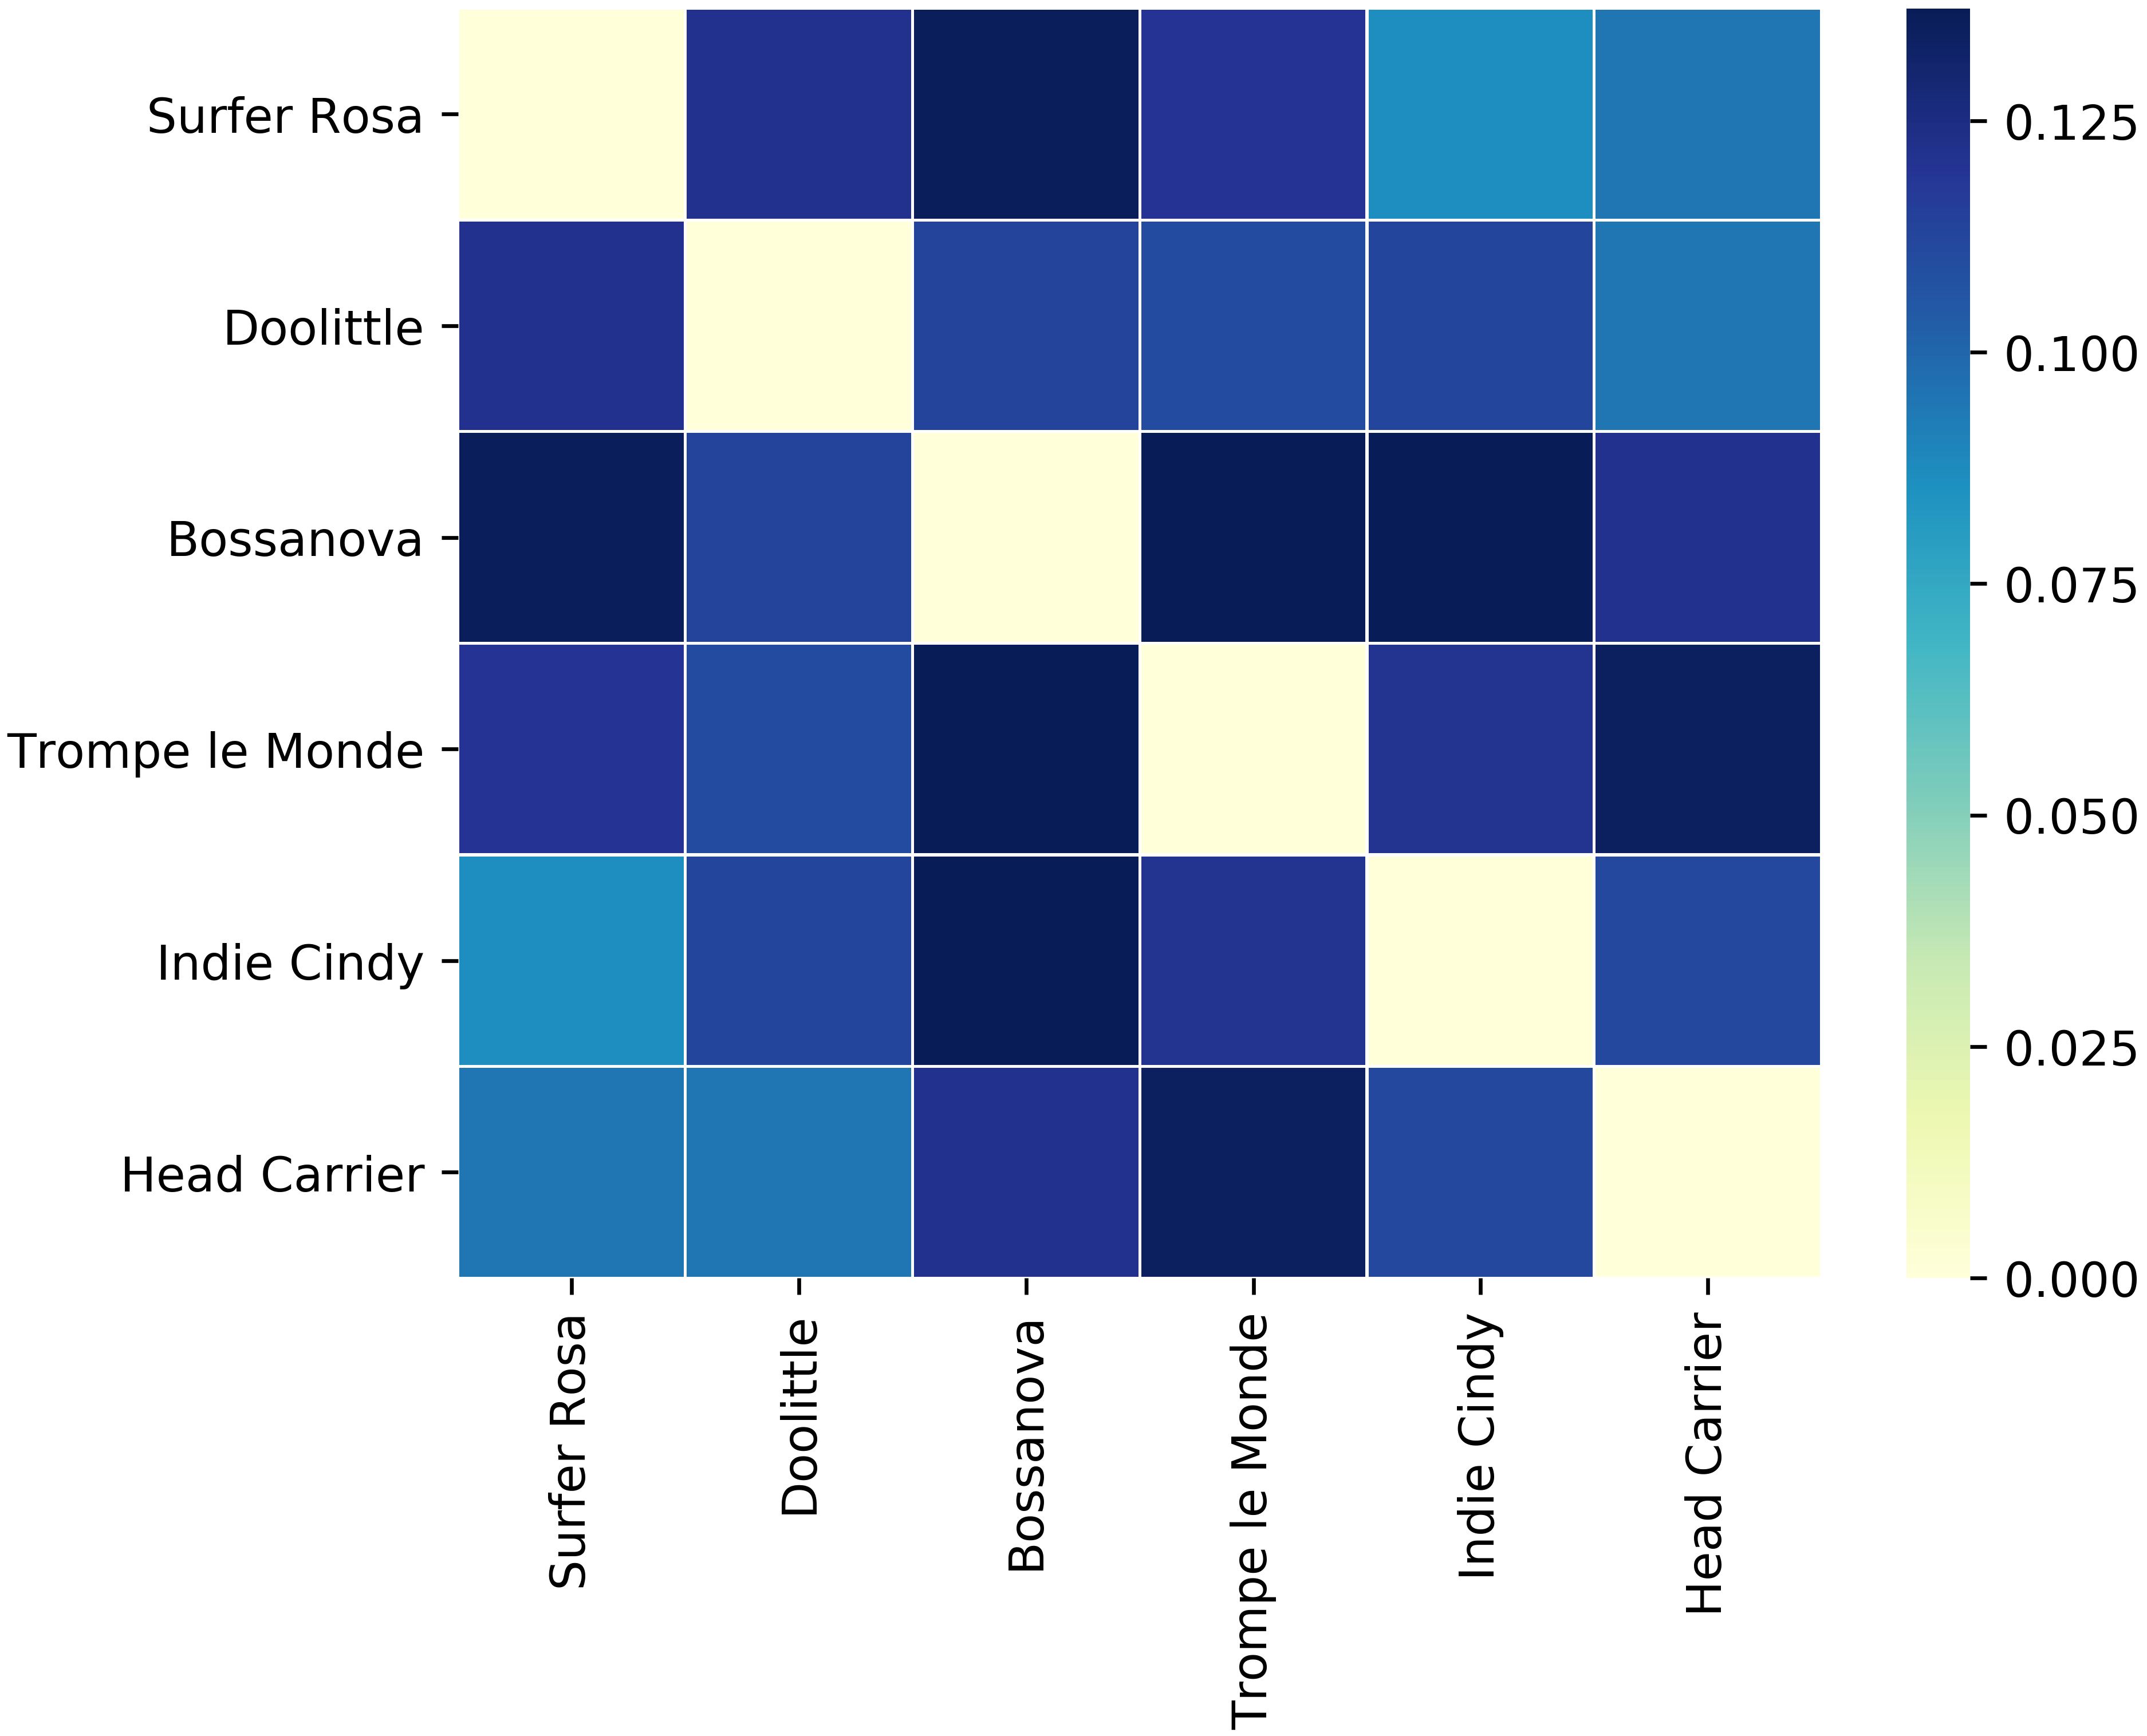 Surfer Rosa
Doolittle
Bossanova
Trompe le Monde
Indie Cindy
Head Carrier
Surfer Rosa
Doolittle
Bossanova
Trompe le Monde
Indie Cindy
Head Carrier
0.125
0.100
0.075
0.050
0.025
0.000